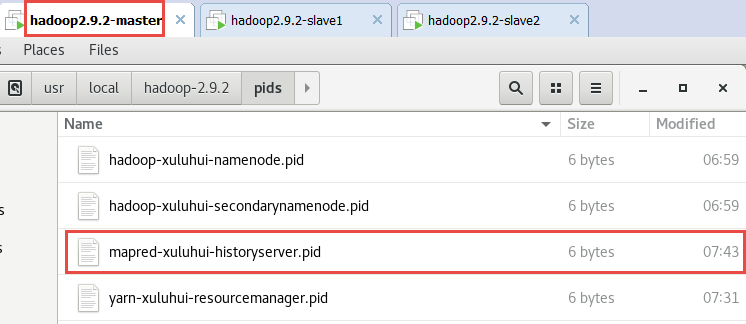 hadoop2.9.2-master hadoop2.9.2-slave1 hadoop2.9.2-slave2
Places Files
usr local hadoop-2.9.2 pids
Name Size Modified
hadoop-xuluhui-namenode.pid 6 bytes 06:59
hadoop-xuluhui-secondarynamenode.pid 6 bytes 06:59
mapred-xuluhui-historyserver.pid 6 bytes 07:43
yarn-xuluhui-resourcemanager.pid 6 bytes 07:31